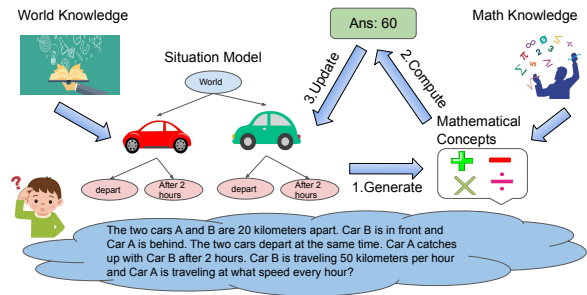 World Knowledge
Ans: 60
Math Knowledge
Situation Model
World
3.Update
2.Compute
Mathematical
Concepts
depart
After 2
hours
depart
After 2
hours
1.Generate
The two cars A and B are 20 kilometers apart. Car B is in front and
Car A is behind. The two cars depart at the same time. Car A catches
up with Car B after 2 hours. Car B is traveling 50 kilometers per hour
and Car A is traveling at what speed every hour?